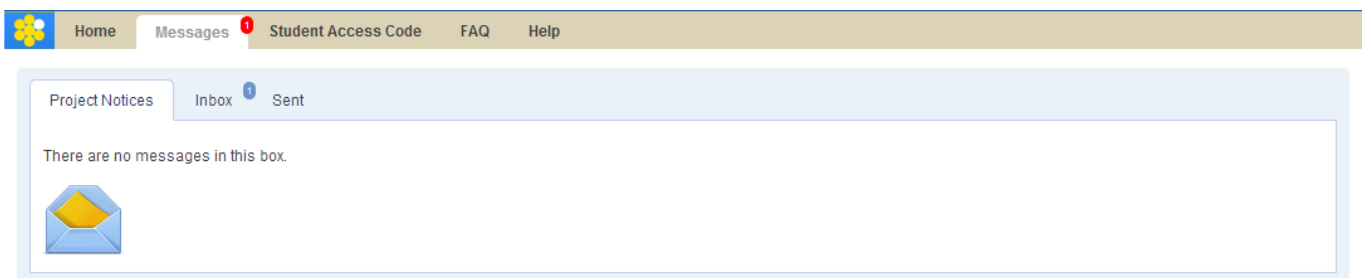 Home Messages 1 Student Access Code FAQ Help
Project Notices Inbox 1 Sent
There are no messages in this box.